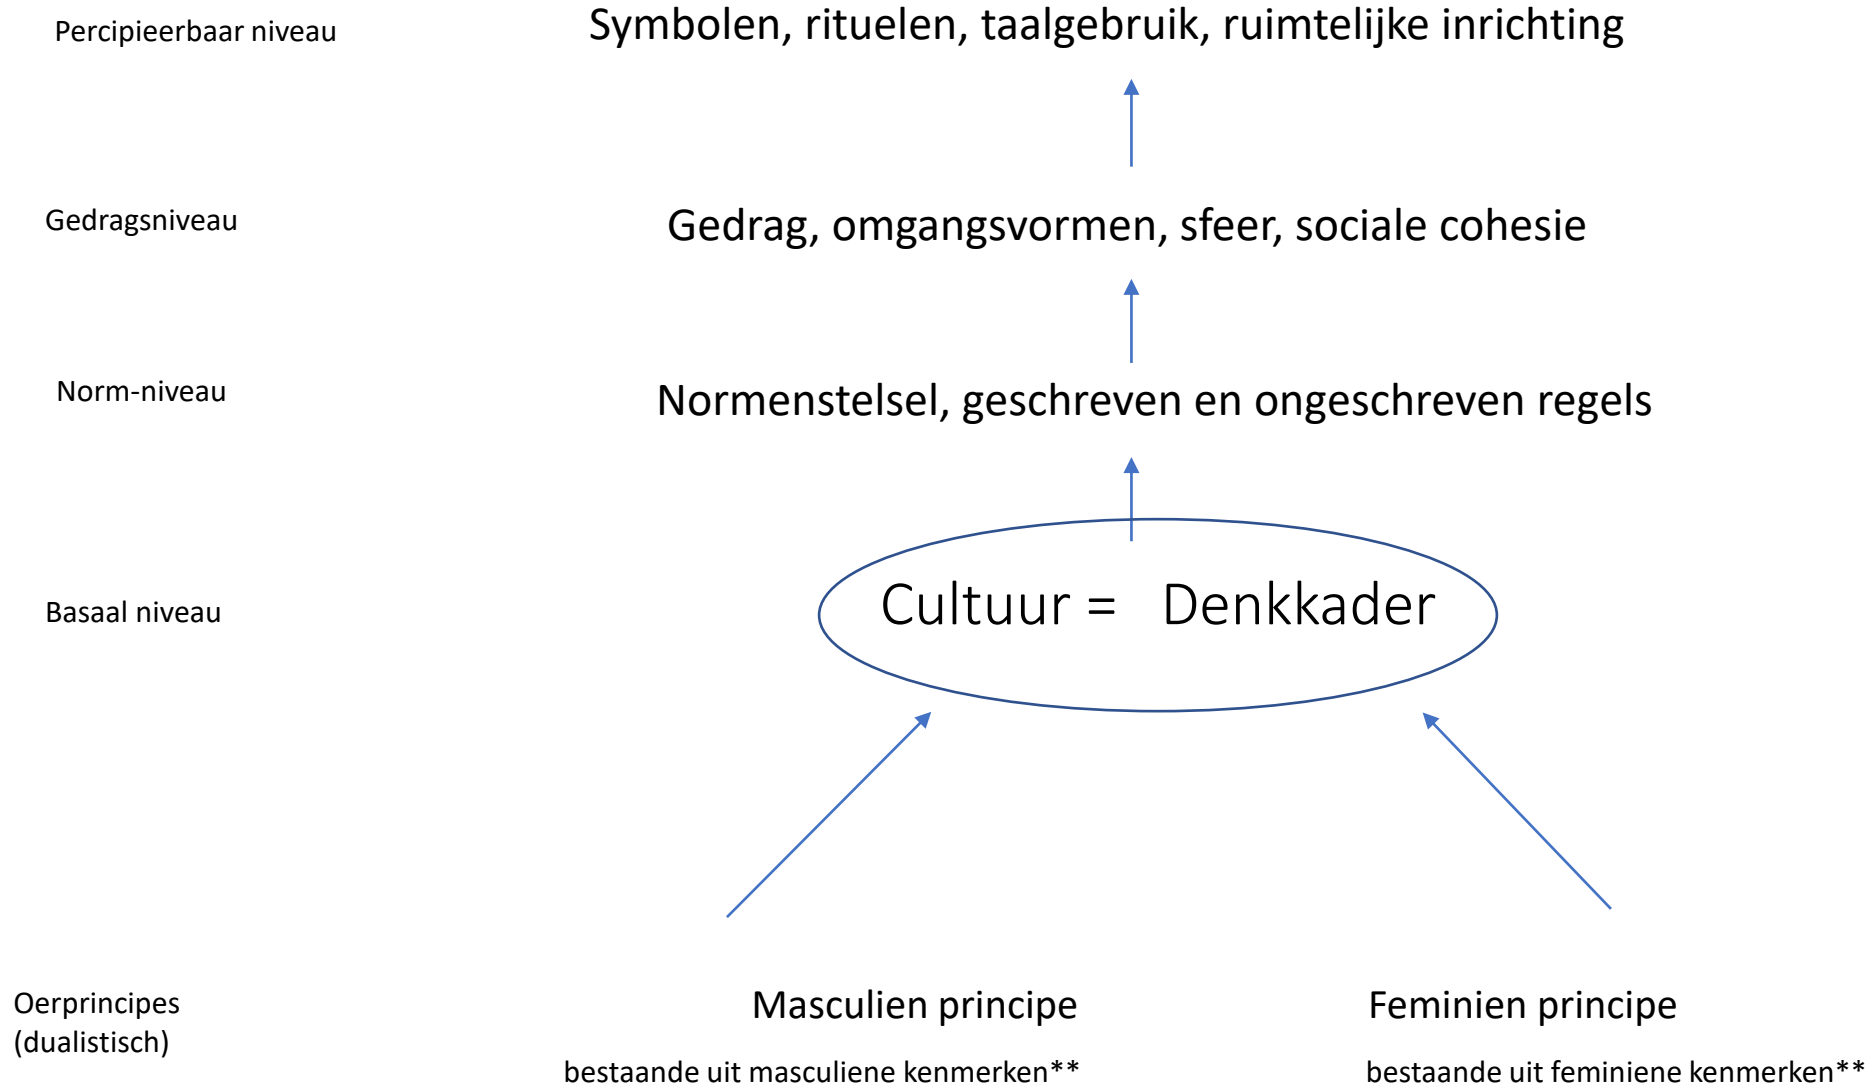 Percipieerbaar niveau
Symbolen, rituelen, taalgebruik, ruimtelijke inrichting
Gedragsniveau
Gedrag, omgangsvormen, sfeer, sociale cohesie
Norm-niveau
Normenstelsel, geschreven en ongeschreven regels
Basaal niveau
Cultuur = Denkkader
Oerprincipes
(dualistisch)
Masculien principe
bestaande uit masculiene kenmerken**
Feminien principe
bestaande uit feminiene kenmerken**